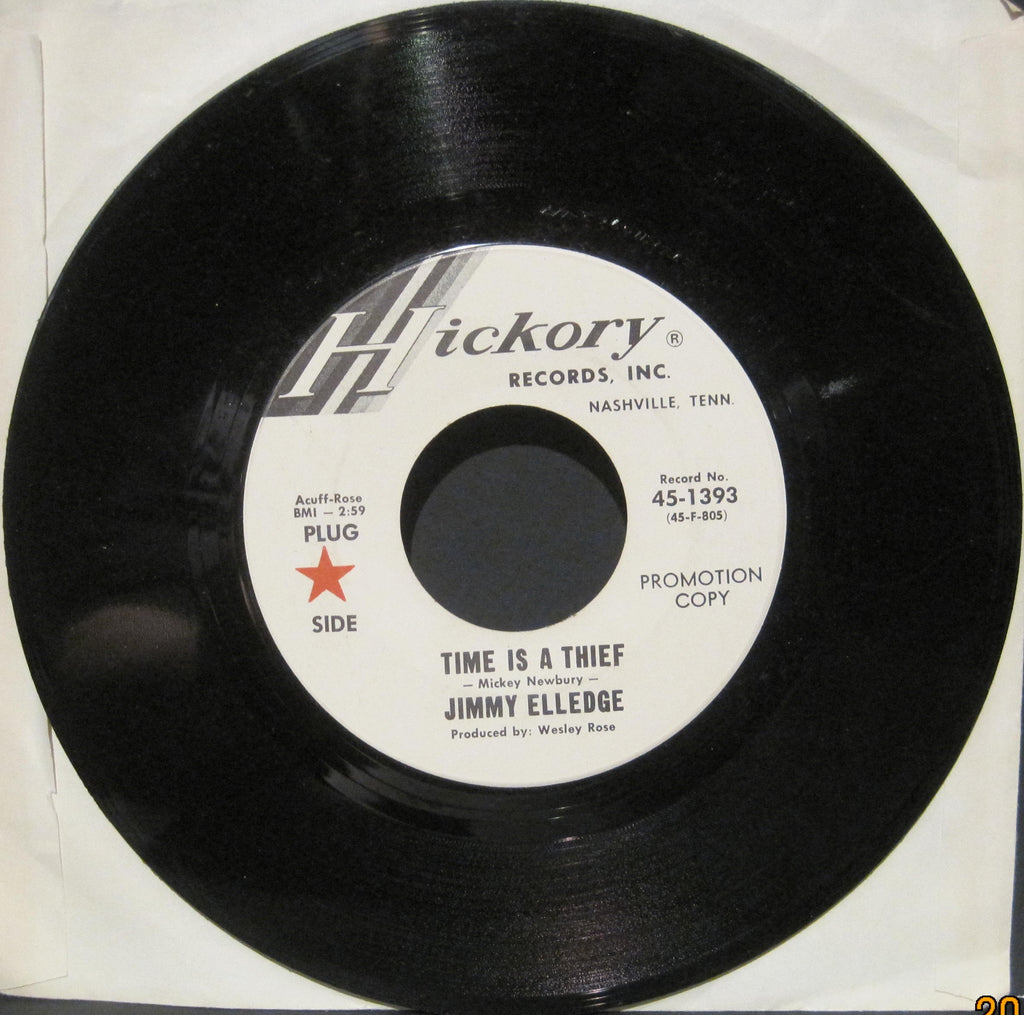 Hickory ®
RECORDS, INC.
NASHVILLE, TENN.
Acuff-Rose
BMI — 2:59
PLUG
SIDE
Record No.
45-1393
(45-F-805)
PROMOTION
COPY
TIME IS A THIEF
— Mickey Newbury —
JIMMY ELLEDGE
Produced by: Wesley Rose
20